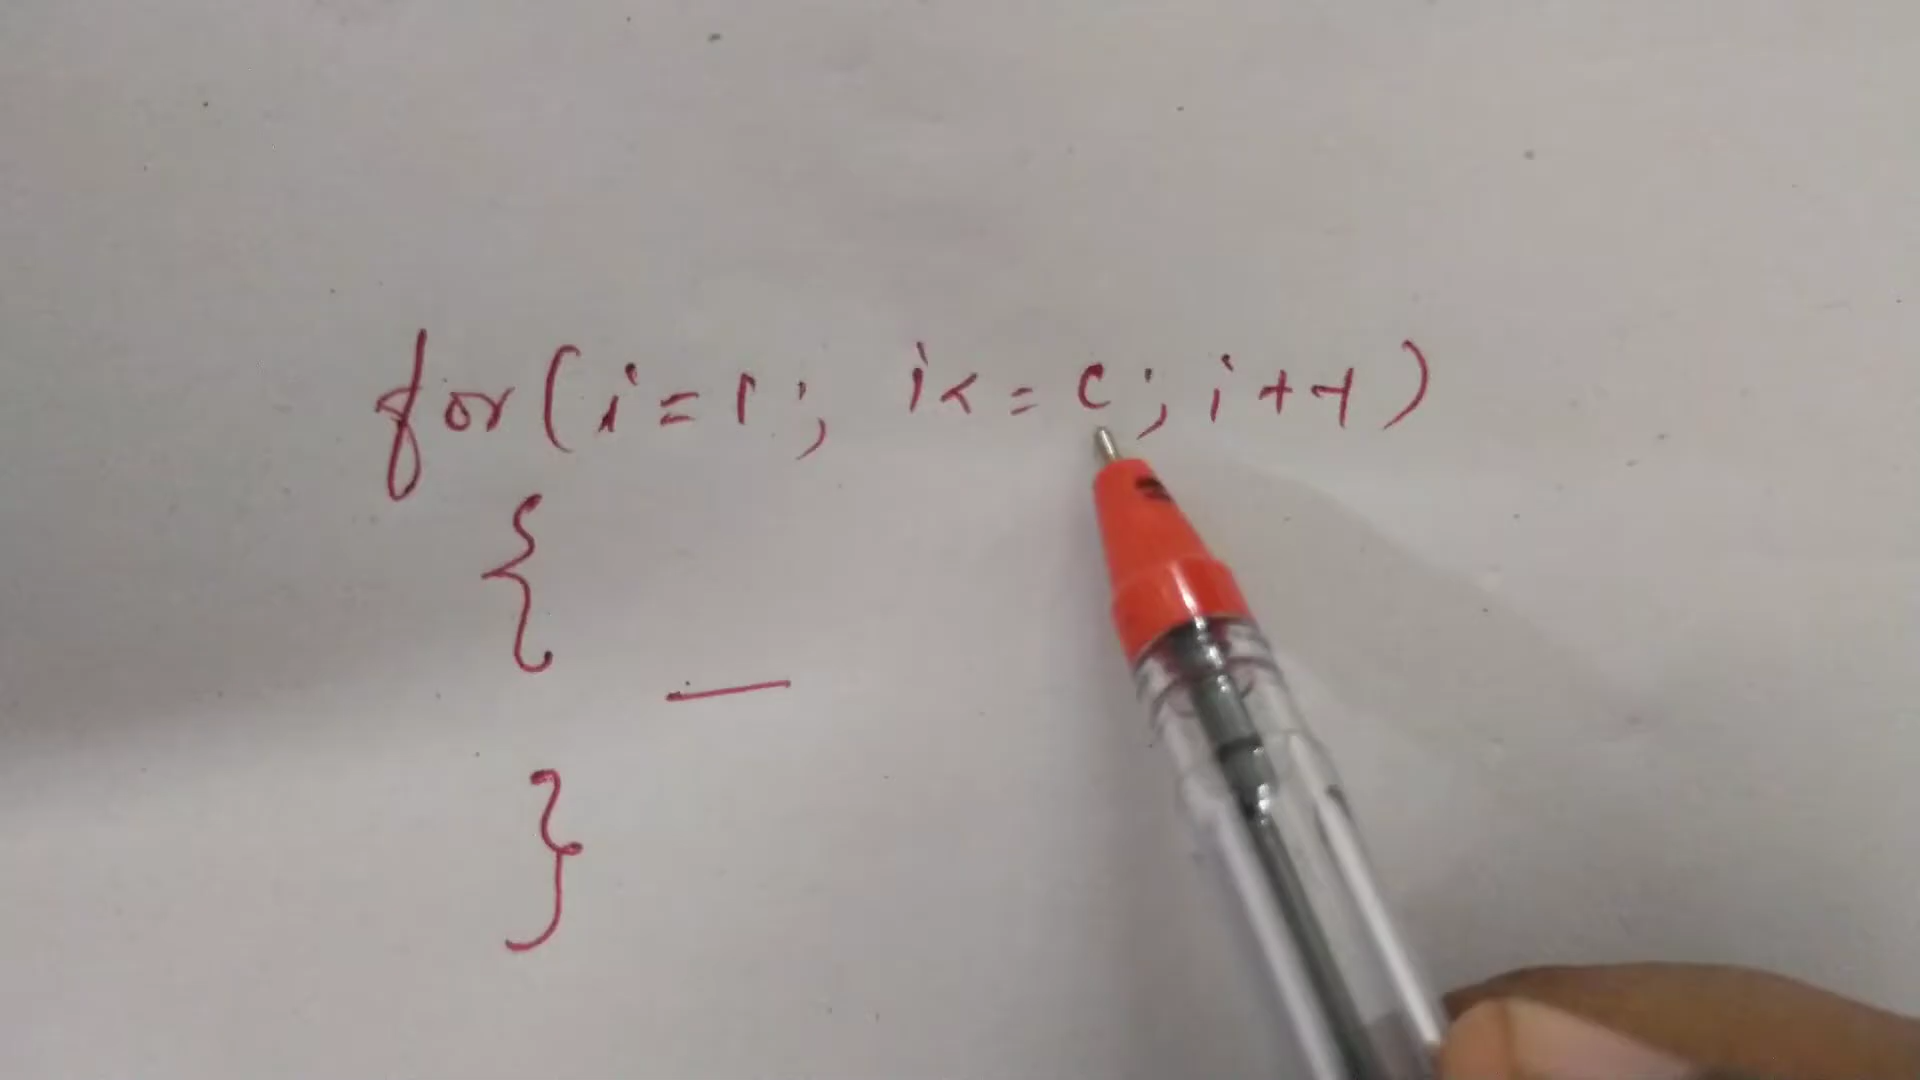 for( i=1; i<=c; i++)
{
_
}